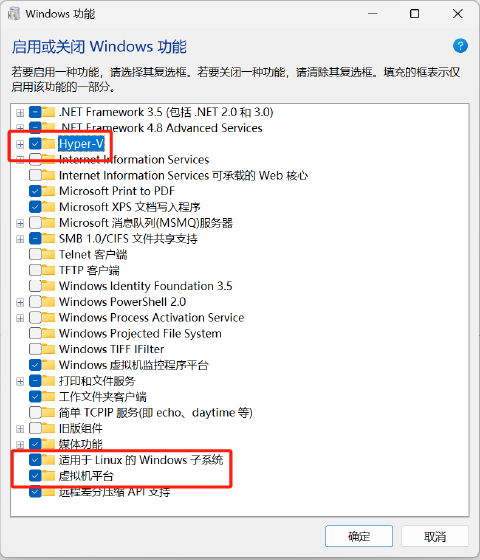 Windows 功能
启用或关闭 Windows 功能
若要启用一种功能，请选择其复选框。若要关闭一种功能，请清除其复选框。填充的框表示仅
启用该功能的一部分。
.NET Framework 3.5 (包括 .NET 2.0 和 3.0)
.NET Framework 4.8 Advanced Services
Hyper-V
Internet Information Services
Internet Information Services 可承载的 Web 核心
Microsoft Print to PDF
Microsoft XPS 文档写入程序
Microsoft 消息队列(MSMQ)服务器
SMB 1.0/CIFS 文件共享支持
Telnet 客户端
TFTP 客户端
Windows Identity Foundation 3.5
Windows PowerShell 2.0
Windows Process Activation Service
Windows Projected File System
Windows TIFF IFilter
Windows 虚拟机监控程序平台
打印和文件服务
工作文件夹客户端
简单 TCPIP 服务(即 echo、daytime 等)
旧版组件
媒体功能
适用于 Linux 的 Windows 子系统
虚拟机平台
远程差分压缩 API 支持
确定
取消